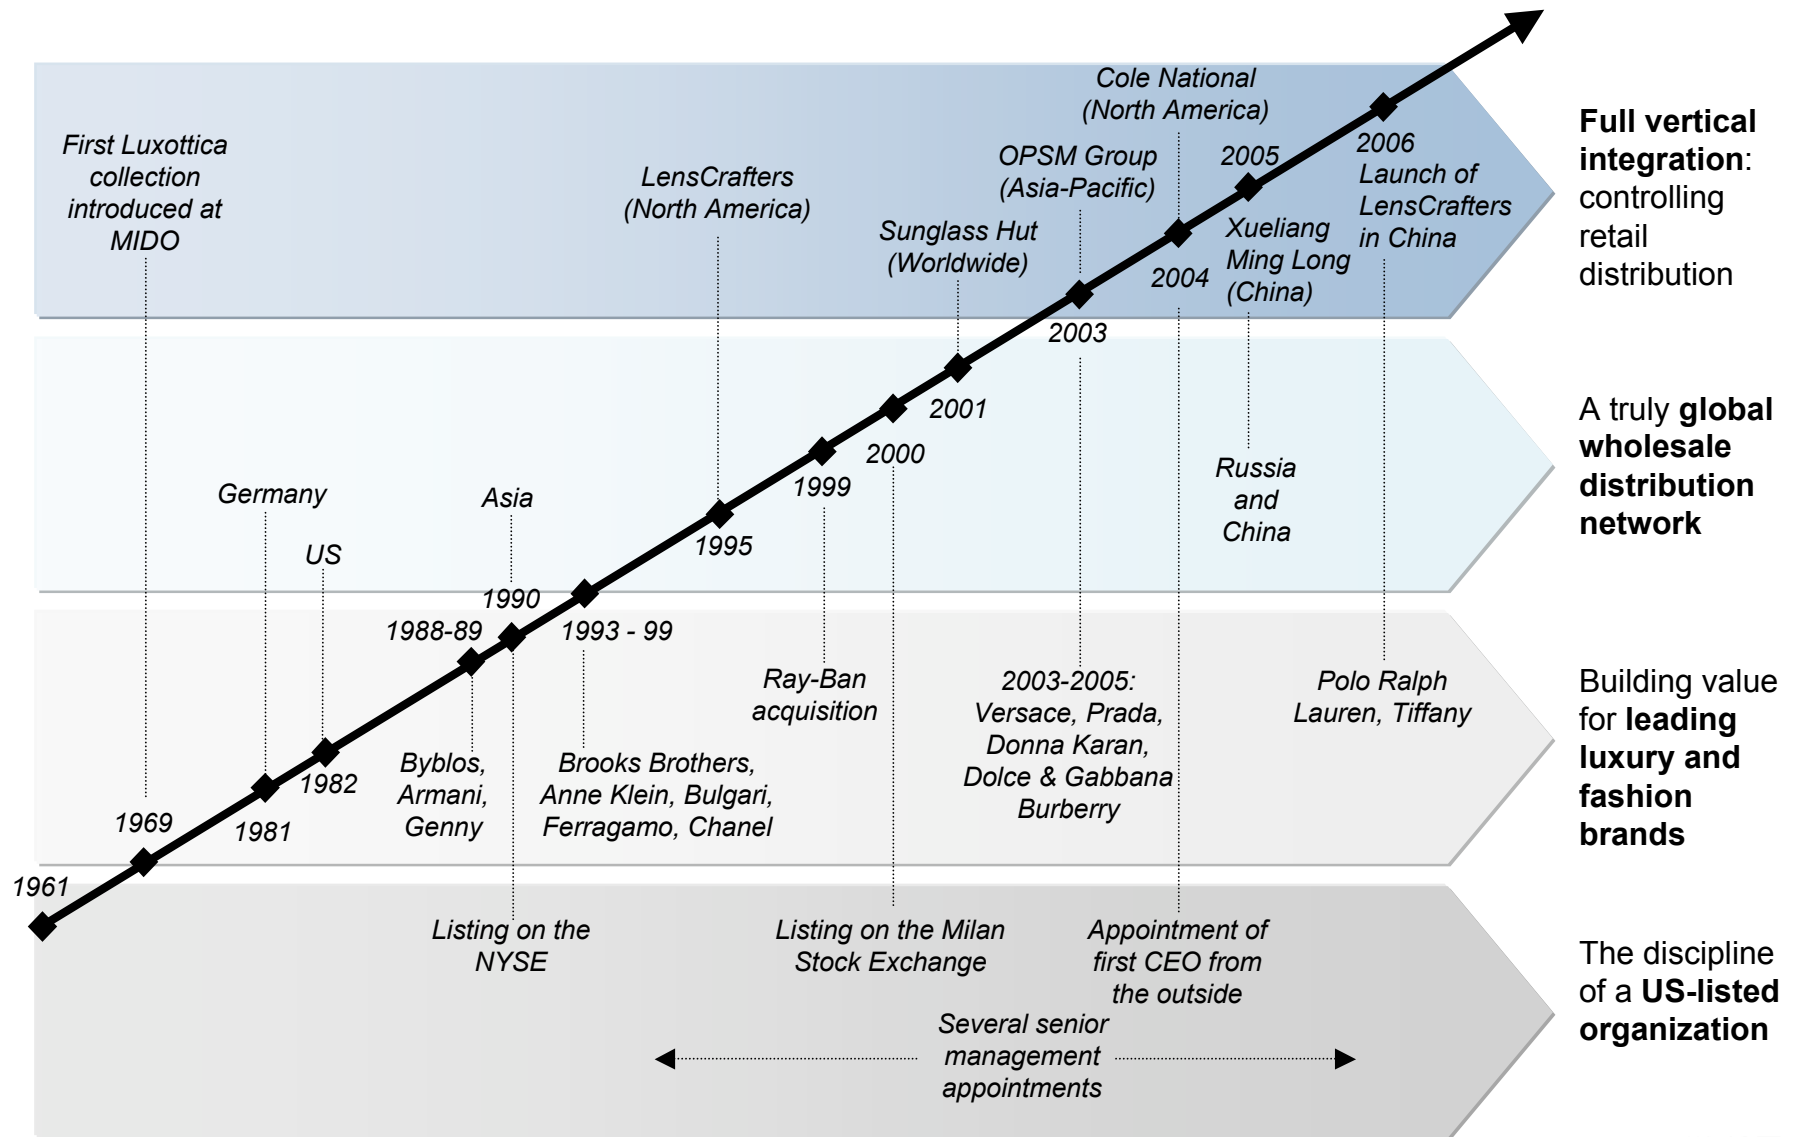 Cole National
(North America)
First Luxottica
collection
introduced at
MIDO
LensCrafters
(North America)
OPSM Group
(Asia-Pacific)
2005
2006
Launch of
LensCrafters
in China
Sunglass Hut
(Worldwide)
Xueliang
Ming Long
(China)
2004
2003
Full vertical
integration:
controlling
retail
distribution
2001
2000
1999
1995
Germany
US
Asia
1990
Russia
and
China
A truly global
wholesale
distribution
network
1988-89
1993 - 99
1982
1981
1969
Byblos,
Armani,
Genny
Brooks Brothers,
Anne Klein, Bulgari,
Ferragamo, Chanel
Ray-Ban
acquisition
2003-2005:
Versace, Prada,
Donna Karan,
Dolce & Gabbana
Burberry
Polo Ralph
Lauren, Tiffany
Building value
for leading
luxury and
fashion
brands
1961
Listing on the
NYSE
Listing on the Milan
Stock Exchange
Appointment of
first CEO from
the outside
Several senior
management
appointments
The discipline
of a US-listed
organization